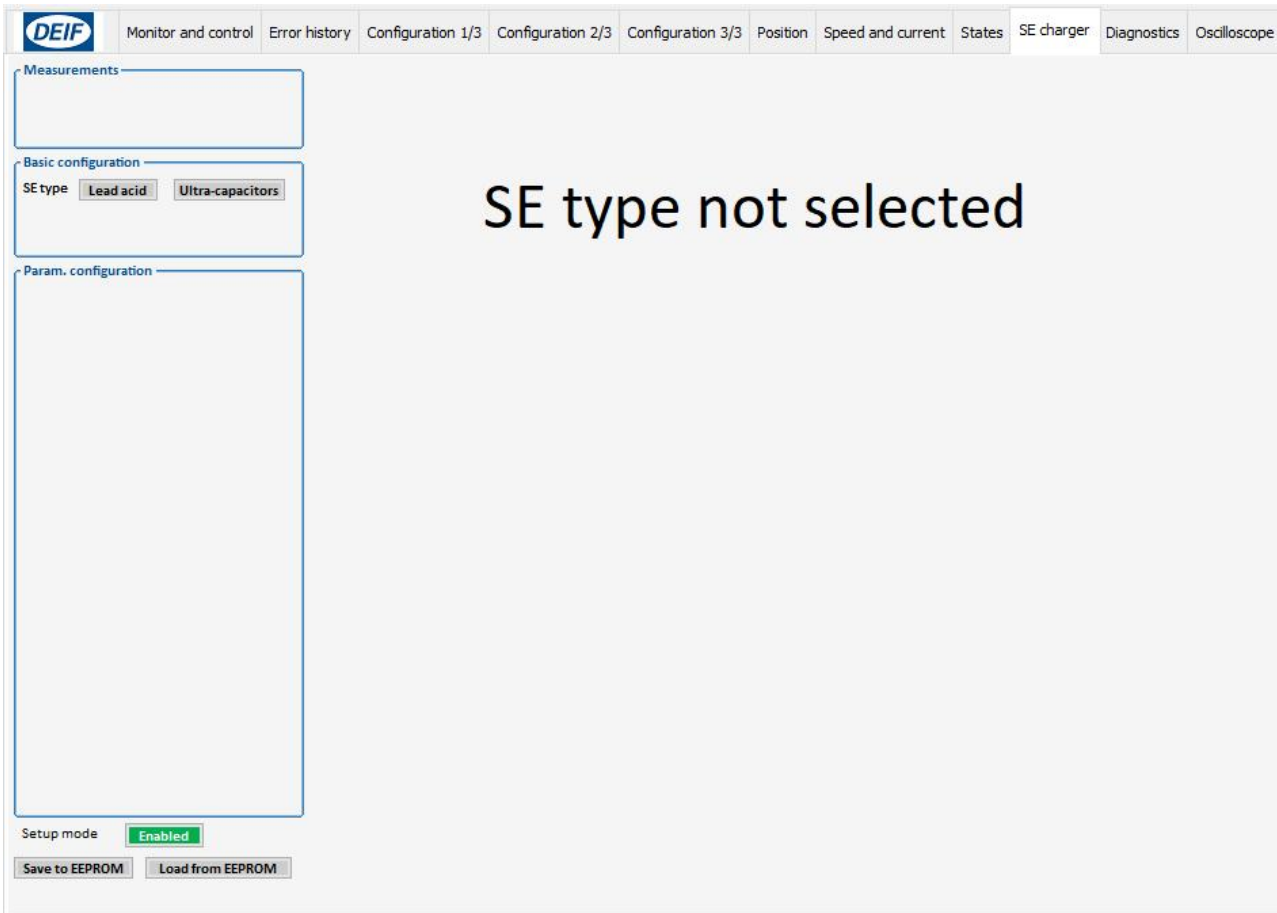 DEIF Monitor and control Error history Configuration 1/3 Configuration 2/3 Configuration 3/3 Position Speed and current States SE charger Diagnostics Oscilloscope
Measurements
Basic configuration
SE type Lead acid Ultra-capacitors
SE type not selected
Param. configuration
Setup mode Enabled
Save to EEPROM Load from EEPROM